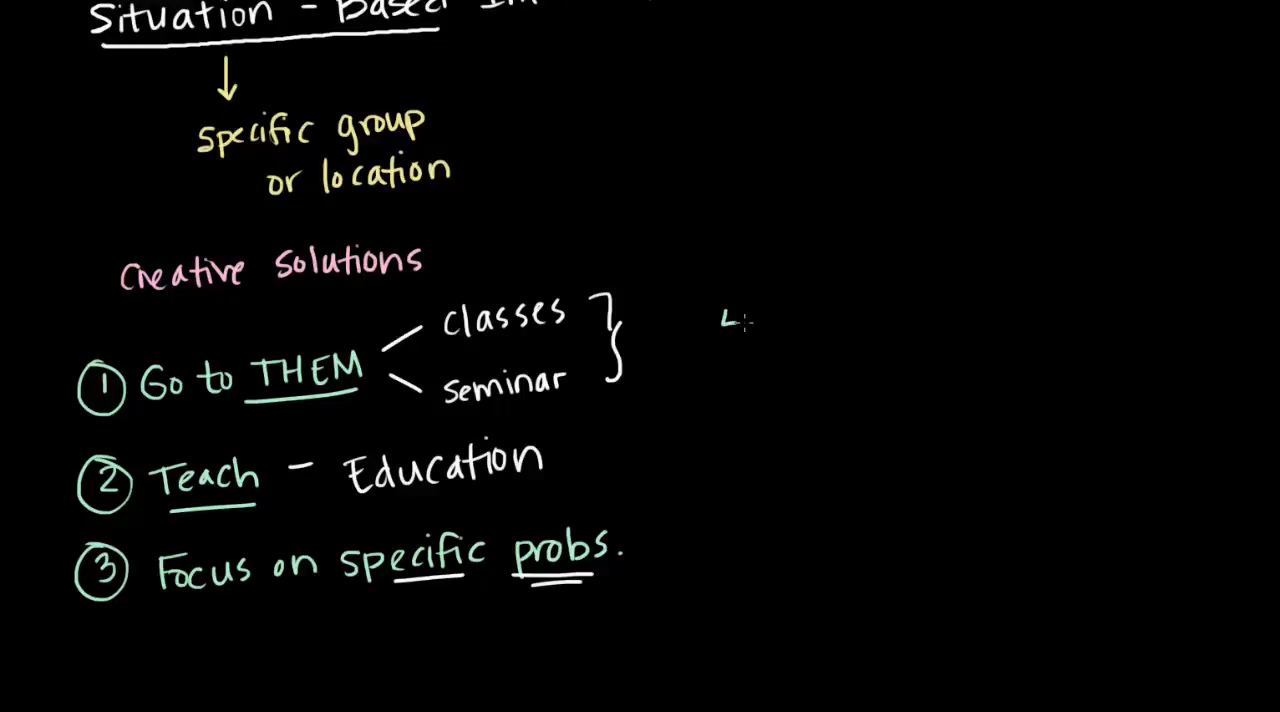 Situation - Based
↓
specific group
or location
creative solutions
classes
① Go to THEM
seminar
② Teach - Education
③ Focus on specific probs.